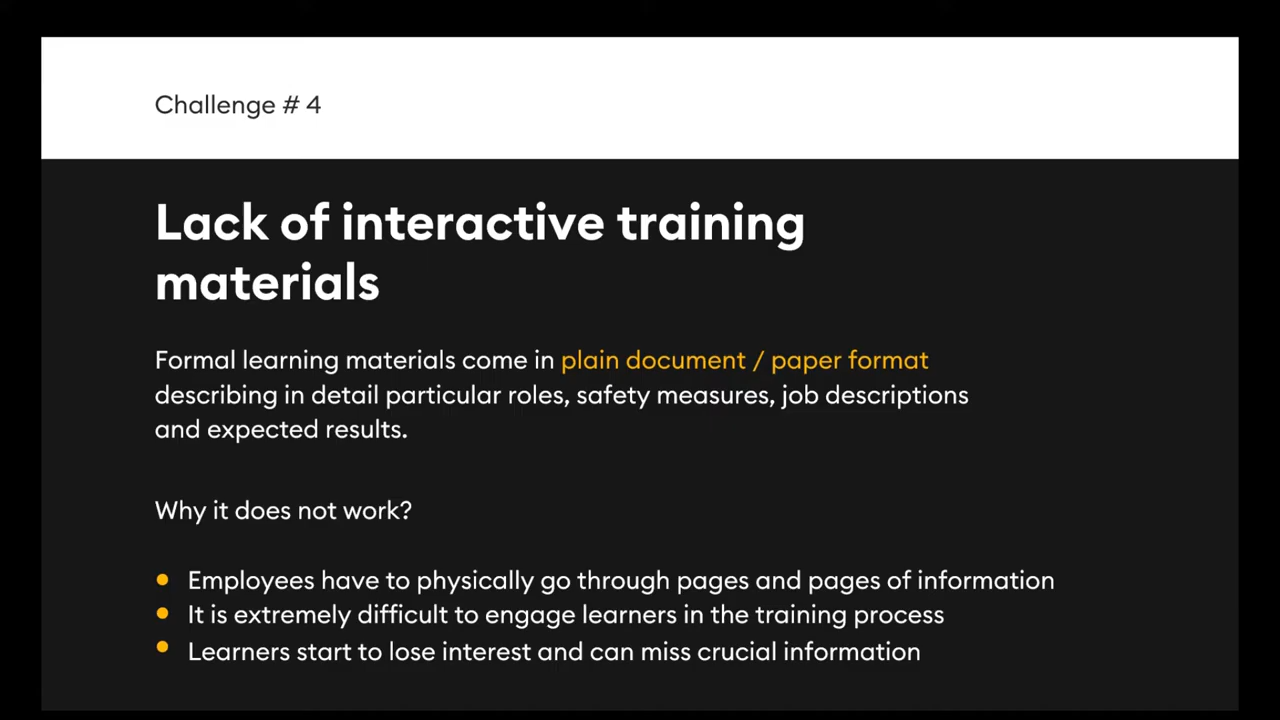 Challenge # 4
Lack of interactive training
materials
Formal learning materials come in plain document / paper format
describing in detail particular roles, safety measures, job descriptions
and expected results.
Why it does not work?
• Employees have to physically go through pages and pages of information
• It is extremely difficult to engage learners in the training process
• Learners start to lose interest and can miss crucial information